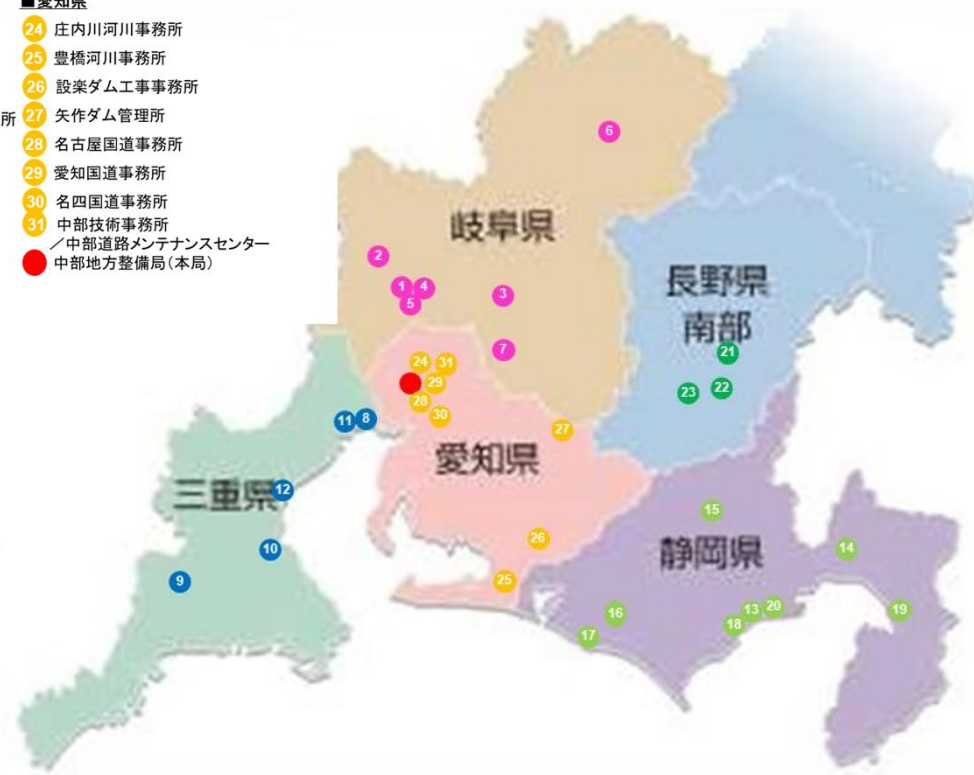 ■愛知県
24 庄内川河川事務所
25 豊橋河川事務所
26 設楽ダム工事事務所
所
27 矢作ダム管理所
28 名古屋国道事務所
29 愛知国道事務所
30 名四国道事務所
31 中部技術事務所
／中部道路メンテナンスセンター
中部地方整備局(本局)
6
岐阜県
2
1 4
5
3
7
長野県
南部
21
22
23
24 31
29
28
30
27
11 8
愛知県
三重県
12
10
9
26
25
15
静岡県
14
16
17
13 20
18
19